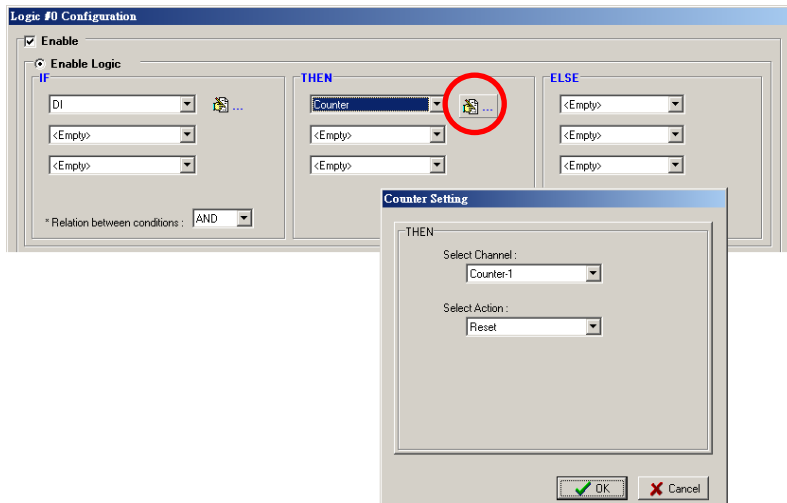 Logic #0 Configuration
Enable
Enable Logic
IF
THEN
ELSE
DI
...
Counter
...
<Empty>
<Empty>
<Empty>
<Empty>
<Empty>
<Empty>
<Empty>
* Relation between conditions :
AND
Counter Setting
THEN
Select Channel :
Counter-1
Select Action :
Reset
OK
Cancel